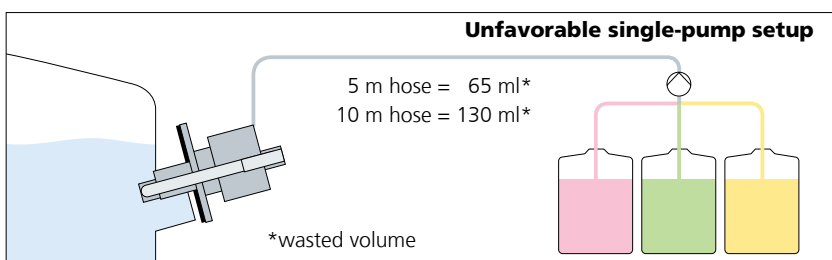 Unfavorable single-pump setup
5 m hose = 65 ml*
10 m hose = 130 ml*
*wasted volume